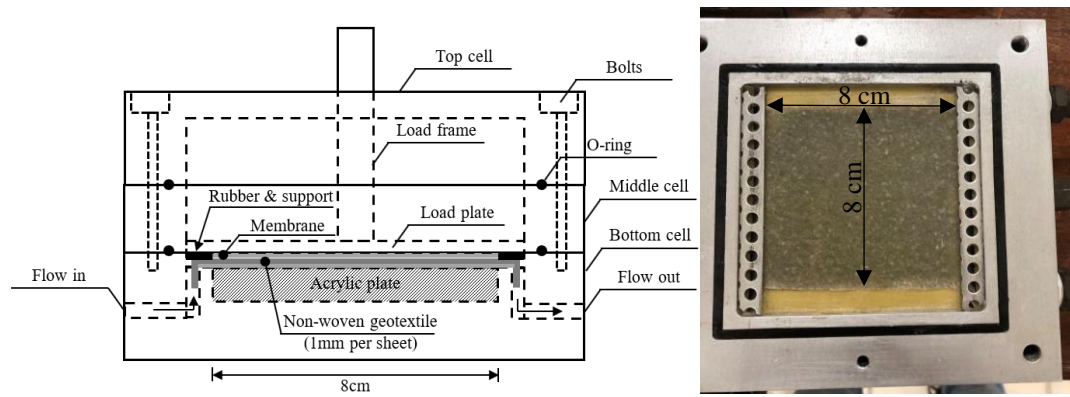 Top cell
Bolts
Load frame
O-ring
Rubber & support
Middle cell
Load plate
Membrane
Bottom cell
Flow in
Acrylic plate
Flow out
Non-woven geotextile
(1mm per sheet)
8cm
8 cm
8 cm